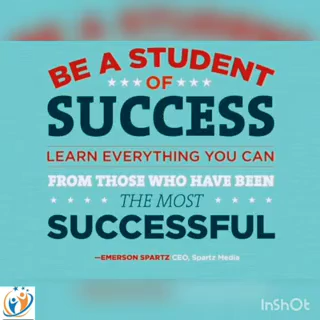 BE A STUDENT
OF
SUCCESS
LEARN EVERYTHING YOU CAN
FROM THOSE WHO HAVE BEEN
THE MOST
SUCCESSFUL
—EMERSON SPARTZ CEO, Spartz Media
InShOt